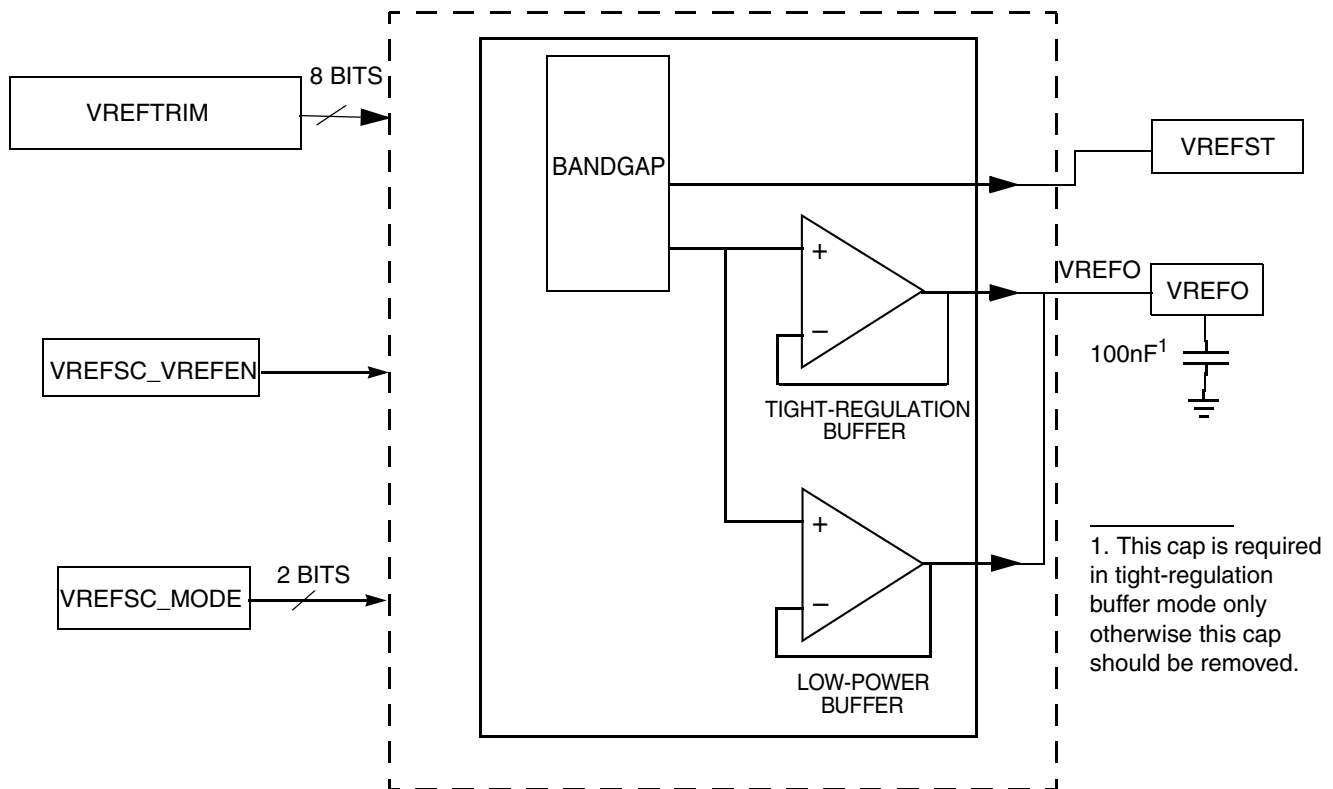 8 BITS
VREFTRIM
BANDGAP
VREFST
+
−
VREFO
VREFO
100nF1
VREFSC_VREFEN
TIGHT-REGULATION
BUFFER
+
−
VREFSC_MODE
2 BITS
LOW-POWER
BUFFER
1. This cap is required
in tight-regulation
buffer mode only
otherwise this cap
should be removed.